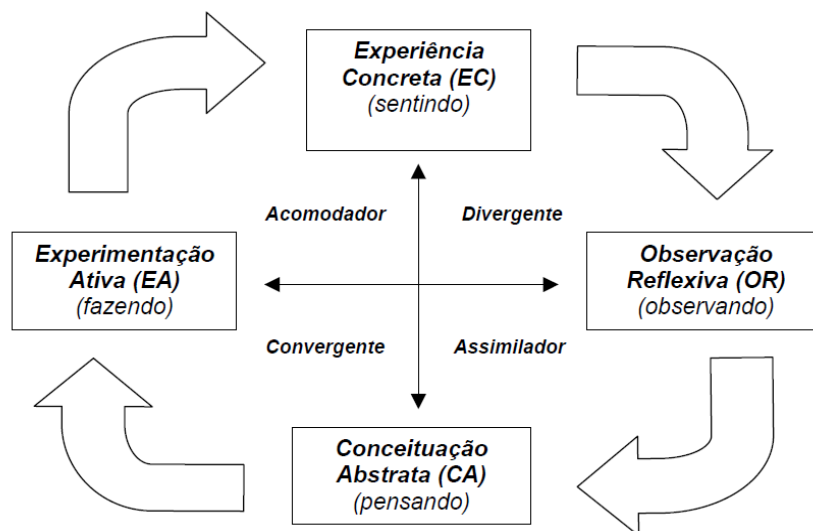 Experiência
Concreta (EC)
(sentindo)
Acomodador
Divergente
Experimentação
Ativa (EA)
(fazendo)
Observação
Reflexiva (OR)
(observando)
Convergente
Assimilador
Conceituação
Abstrata (CA)
(pensando)